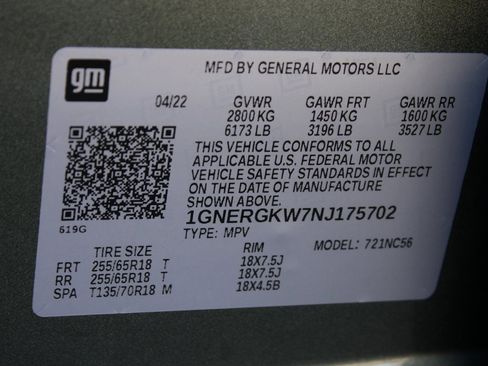 gm
MFD BY GENERAL MOTORS LLC
04/22 GVWR GAWR FRT GAWR RR
2800 KG 1450 KG 1600 KG
6173 LB 3196 LB 3527 LB
THIS VEHICLE CONFORMS TO ALL
APPLICABLE U.S. FEDERAL MOTOR
VEHICLE SAFETY STANDARDS IN EFFECT
ON THE DATE OF MANUFACTURE
SHOWN ABOVE.
619G
1GNERGKW7NJ175702
TYPE: MPV MODEL: 721NC56
TIRE SIZE RIM
FRT 255/65R18 T 18X7.5J
RR 255/65R18 T 18X7.5J
SPA T135/70R18 M 18X4.5B